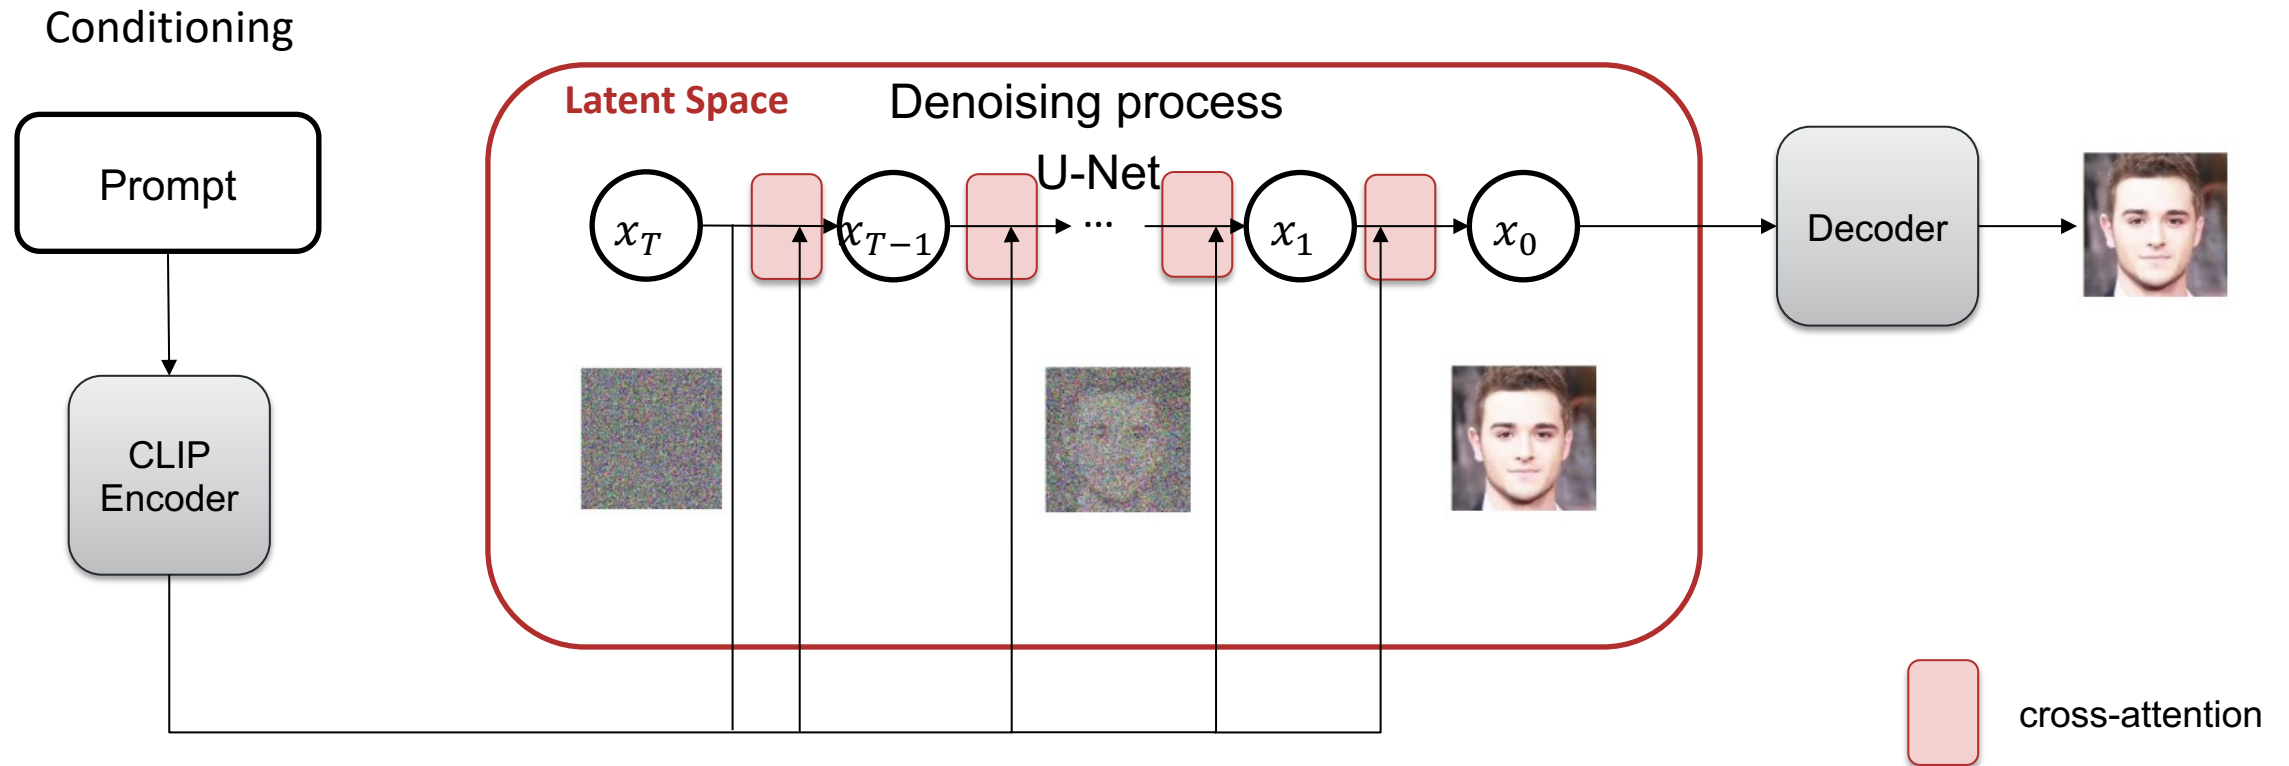 Conditioning
Latent Space
Denoising process
U-Net
Prompt
x_T
x_{T−1}
...
x_1
x_0
Decoder
CLIP
Encoder
cross-attention